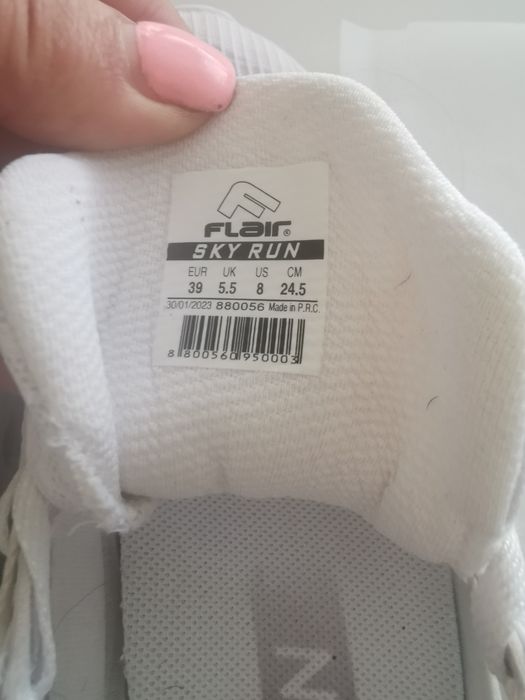 FLair®
SKY RUN
EUR UK US CM
39 5.5 8 24.5
30/01/2023 880056 Made in P.R.C.
8 800560 950003
N